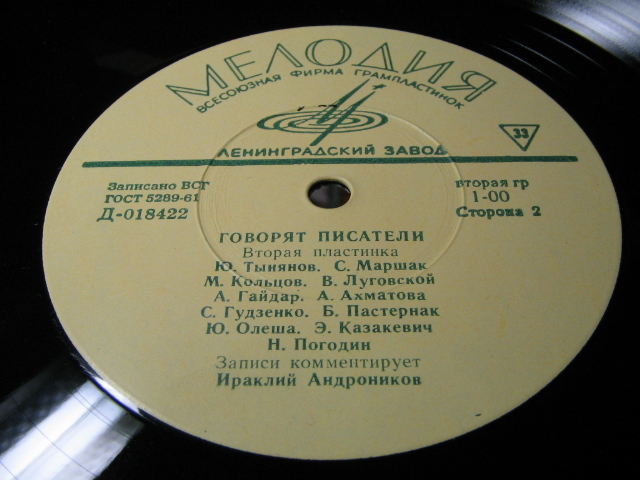 МЕЛОДИЯ
ВСЕСОЮЗНАЯ ФИРМА ГРАМПЛАСТИНОК
ЛЕНИНГРАДСКИЙ ЗАВОД
33
Записано ВСГ
ГОСТ 5289-61
Д-018422
вторая гр
1-00
Сторона 2
ГОВОРЯТ ПИСАТЕЛИ
Вторая пластинка
Ю. Тынянов. С. Маршак
М. Кольцов. В. Луговской
А. Гайдар. А. Ахматова
С. Гудзенко. Б. Пастернак
Ю. Олеша. Э. Казакевич
Н. Погодин
Записи комментирует
Ираклий Андроников